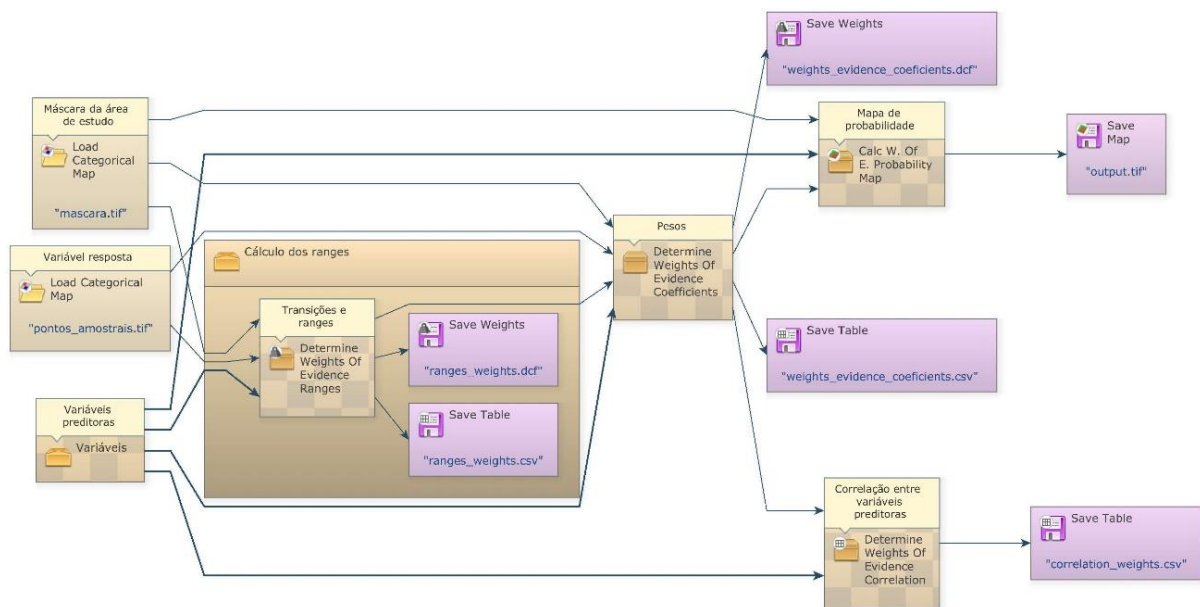 Save Weights
"weights_evidence_coeficients.dcf"
Máscara da área
de estudo
Load
Categorical
Map
"mascara.tif"
Mapa de
probabilidade
Calc W. Of
E. Probability
Map
Save
Map
"output.tif"
Variável resposta
Load Categorical
Map
"pontos_amostrais.tif"
Cálculo dos ranges
Transições e
ranges
Determine
Weights Of
Evidence
Ranges
Save Weights
"ranges_weights.dcf"
Save Table
"ranges_weights.csv"
Pesos
Determine
Weights Of
Evidence
Coefficients
Save Table
"weights_evidence_coeficients.csv"
Variáveis
preditoras
Variáveis
Correlação entre
variáveis
preditoras
Determine
Weights Of
Evidence
Correlation
Save Table
"correlation_weights.csv"